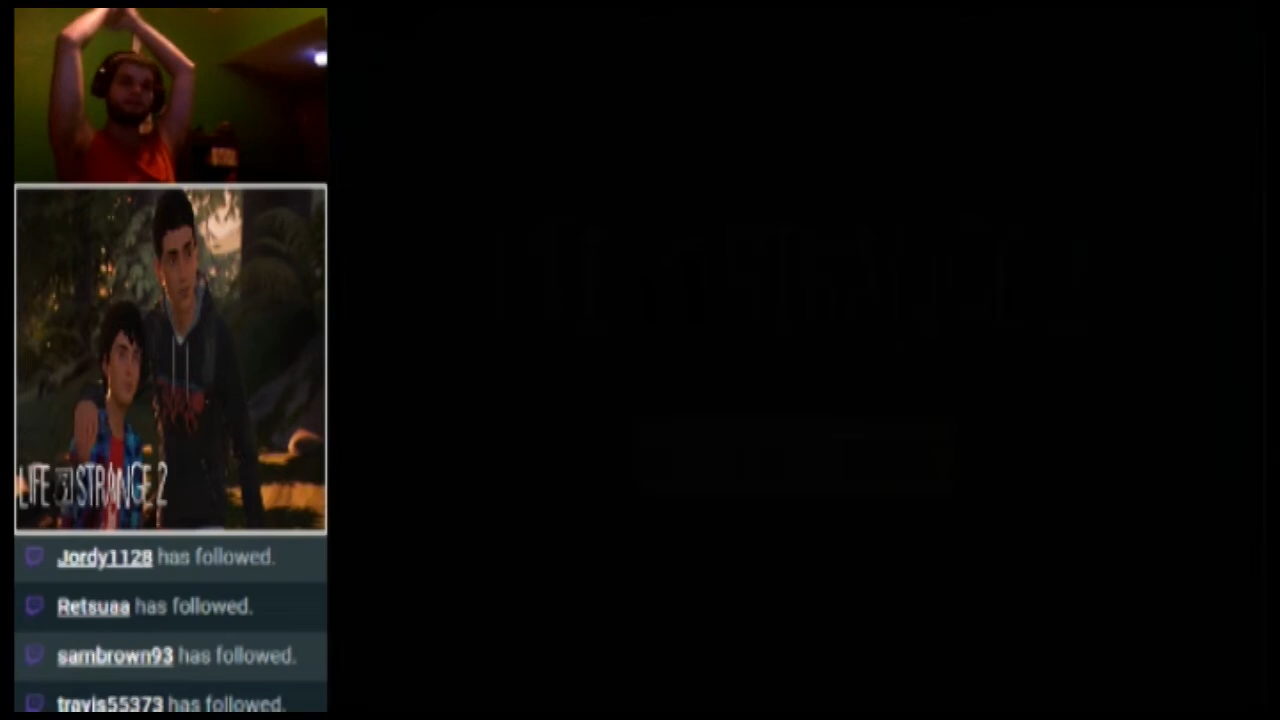 LIFE IS STRANGE 2
Jordy1128 has followed.
Retsuaa has followed.
sambrown93 has followed.
travis55373 has followed.